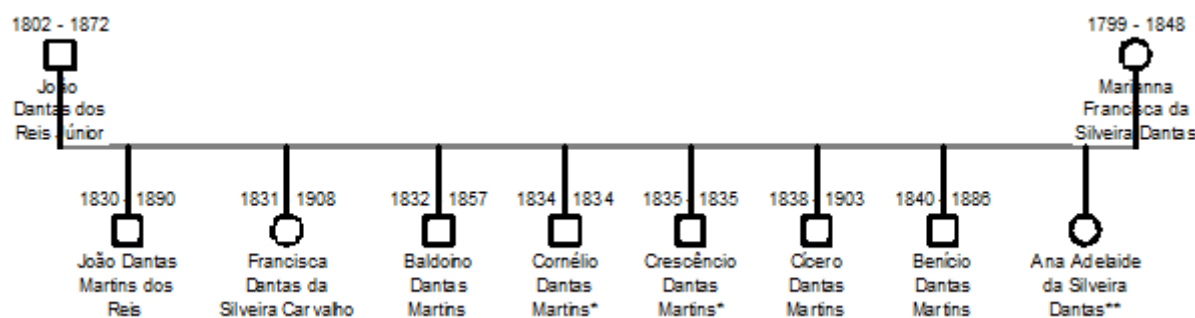 1802 - 1872
João
Dantas dos
Reis Júnior
1799 - 1848
Marianna
Francisca da
Silveira Dantas
1830 - 1890
João Dantas
Martins dos
Reis
1831 - 1908
Francisca
Dantas da
Silveira Carvalho
1832 - 1857
Baldoino
Dantas
Martins
1834 - 1834
Cornélio
Dantas
Martins*
1835 - 1835
Crescêncio
Dantas
Martins*
1838 - 1903
Cícero
Dantas
Martins
1840 - 1886
Benício
Dantas
Martins
Ana Adelaide
da Silveira
Dantas**